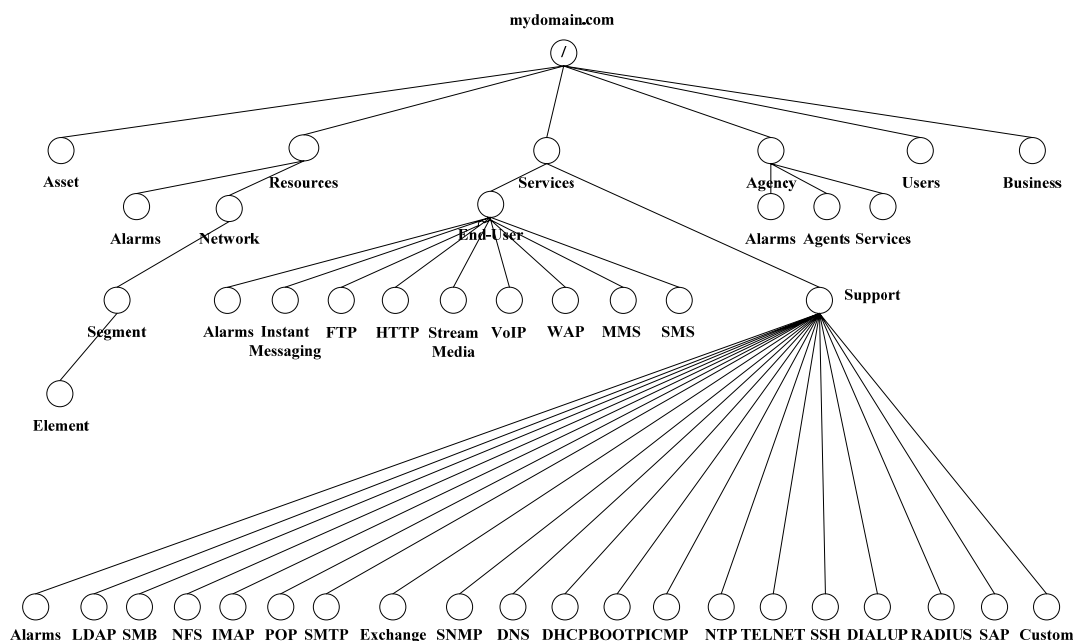 mydomain.com
/
Asset
Resources
Services
Agency
Users
Business
Alarms
Network
End-User
Alarms
Agents
Services
Support
Segment
Alarms
Instant
Messaging
FTP
HTTP
Stream
Media
VoIP
WAP
MMS
SMS
Element
Alarms
LDAP
SMB
NFS
IMAP
POP
SMTP
Exchange
SNMP
DNS
DHCP
BOOTP
ICMP
NTP
TELNET
SSH
DIALUP
RADIUS
SAP
Custom